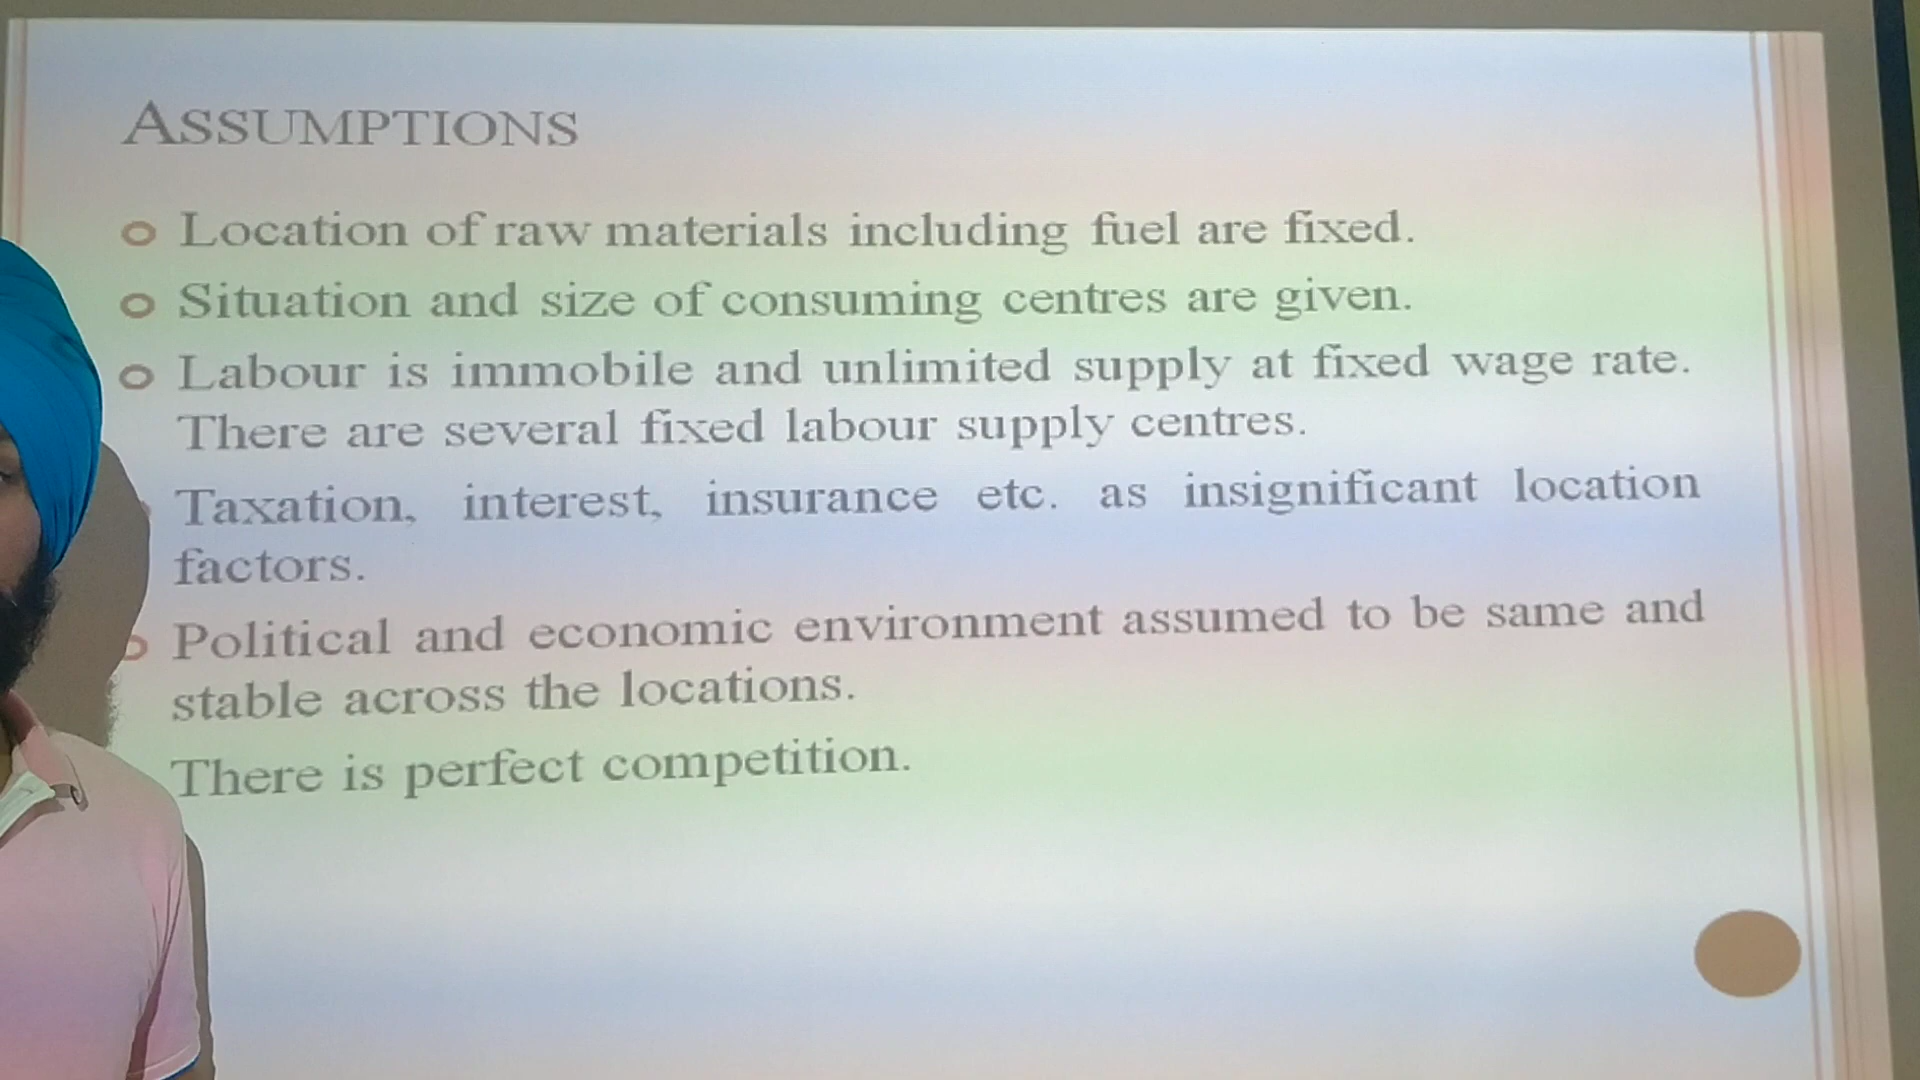 ASSUMPTIONS
Location of raw materials including fuel are fixed.
Situation and size of consuming centres are given.
Labour is immobile and unlimited supply at fixed wage rate.
There are several fixed labour supply centres.
Taxation, interest, insurance etc. as insignificant location
factors.
Political and economic environment assumed to be same and
stable across the locations.
There is perfect competition.